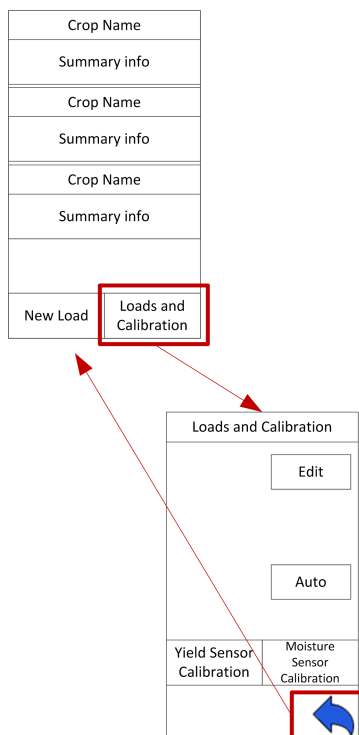 Crop Name
Summary info
Crop Name
Summary info
Crop Name
Summary info
New Load
Loads and
Calibration
Loads and Calibration
Edit
Auto
Yield Sensor
Calibration
Moisture
Sensor
Calibration